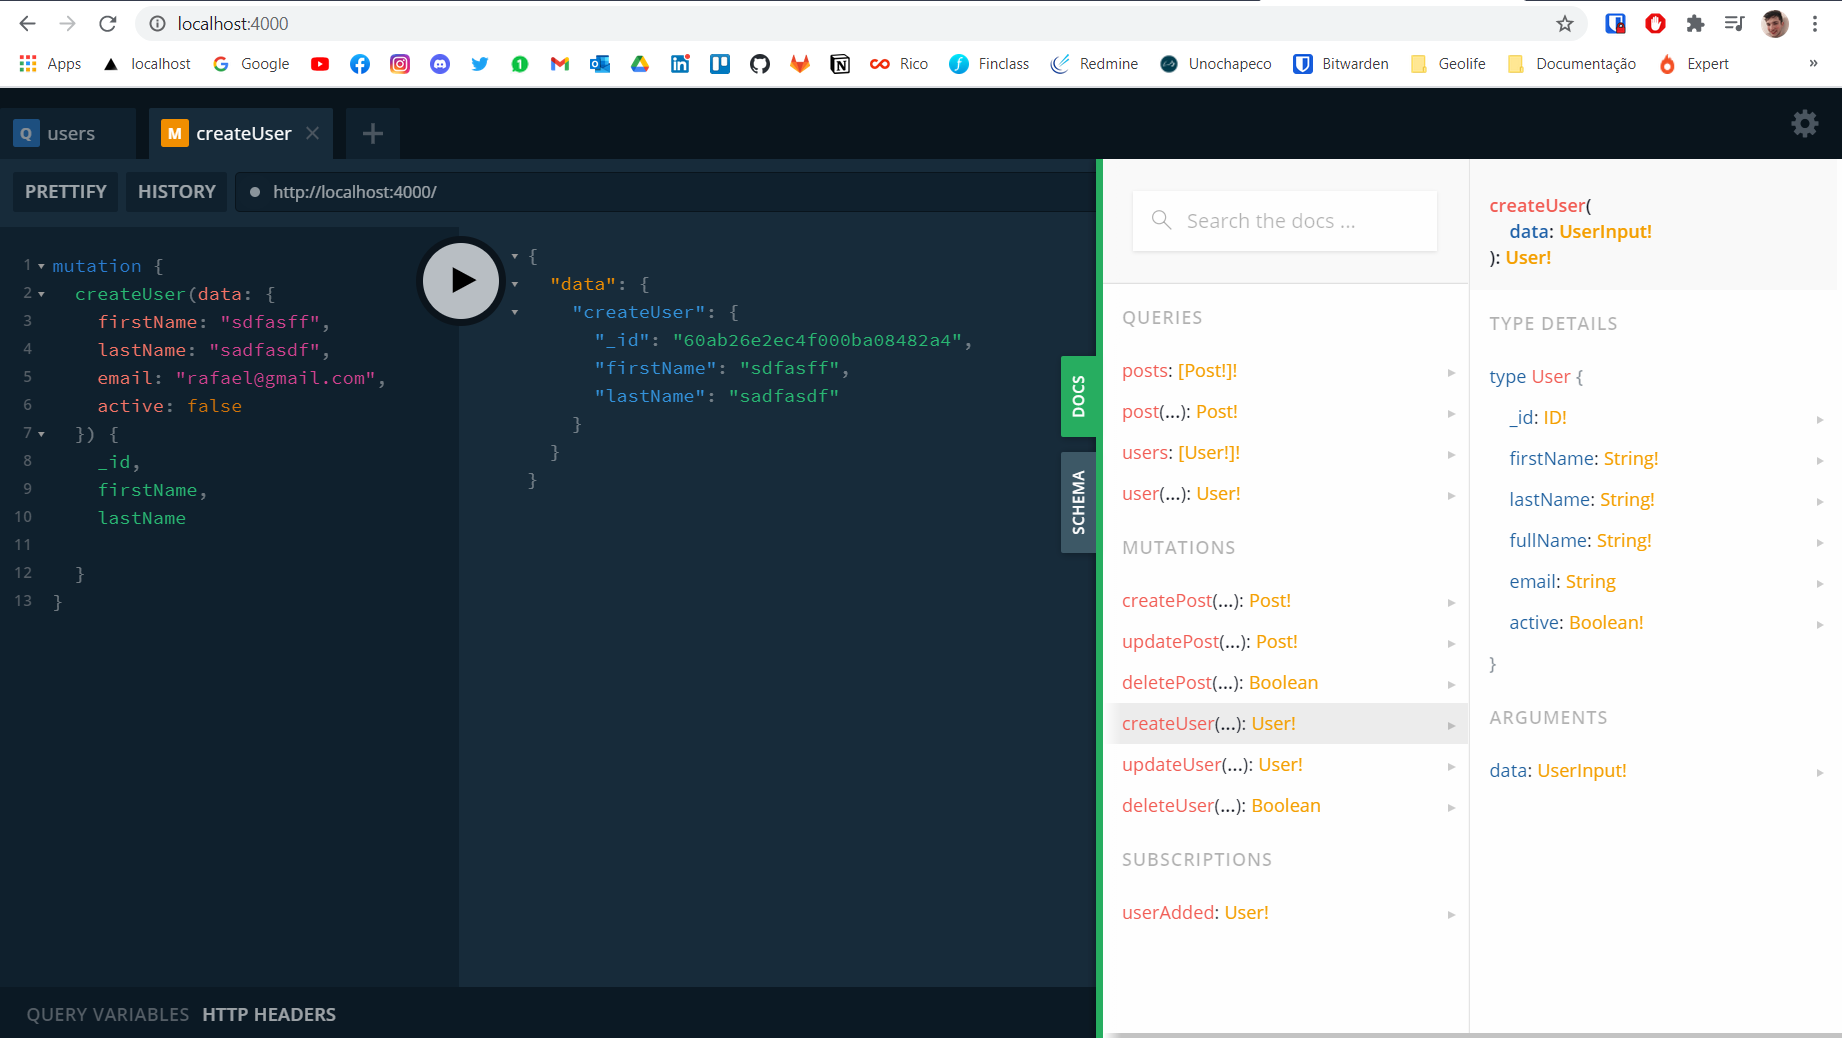 localhost:4000
Apps localhost Google Rico Finclass Redmine Unochapeco Bitwarden Geolife Documentação Expert »
Q users M createUser
PRETTIFY HISTORY http://localhost:4000/
1 mutation {
2 createUser(data: {
3 firstName: "sdfasff",
4 lastName: "sadfasdf",
5 email: "rafael@gmail.com",
6 active: false
7 }) {
8 _id,
9 firstName,
10 lastName
11
12 }
13 }
{
"data": {
"createUser": {
"_id": "60ab26e2ec4f000ba08482a4",
"firstName": "sdfasff",
"lastName": "sadfasdf"
}
}
}
DOCS
SCHEMA
Search the docs ...
QUERIES
posts: [Post!]!
post(...): Post!
users: [User!]!
user(...): User!
MUTATIONS
createPost(...): Post!
updatePost(...): Post!
deletePost(...): Boolean
createUser(...): User!
updateUser(...): User!
deleteUser(...): Boolean
SUBSCRIPTIONS
userAdded: User!
createUser(
data: UserInput!
): User!
TYPE DETAILS
type User {
_id: ID!
firstName: String!
lastName: String!
fullName: String!
email: String
active: Boolean!
}
ARGUMENTS
data: UserInput!
QUERY VARIABLES HTTP HEADERS